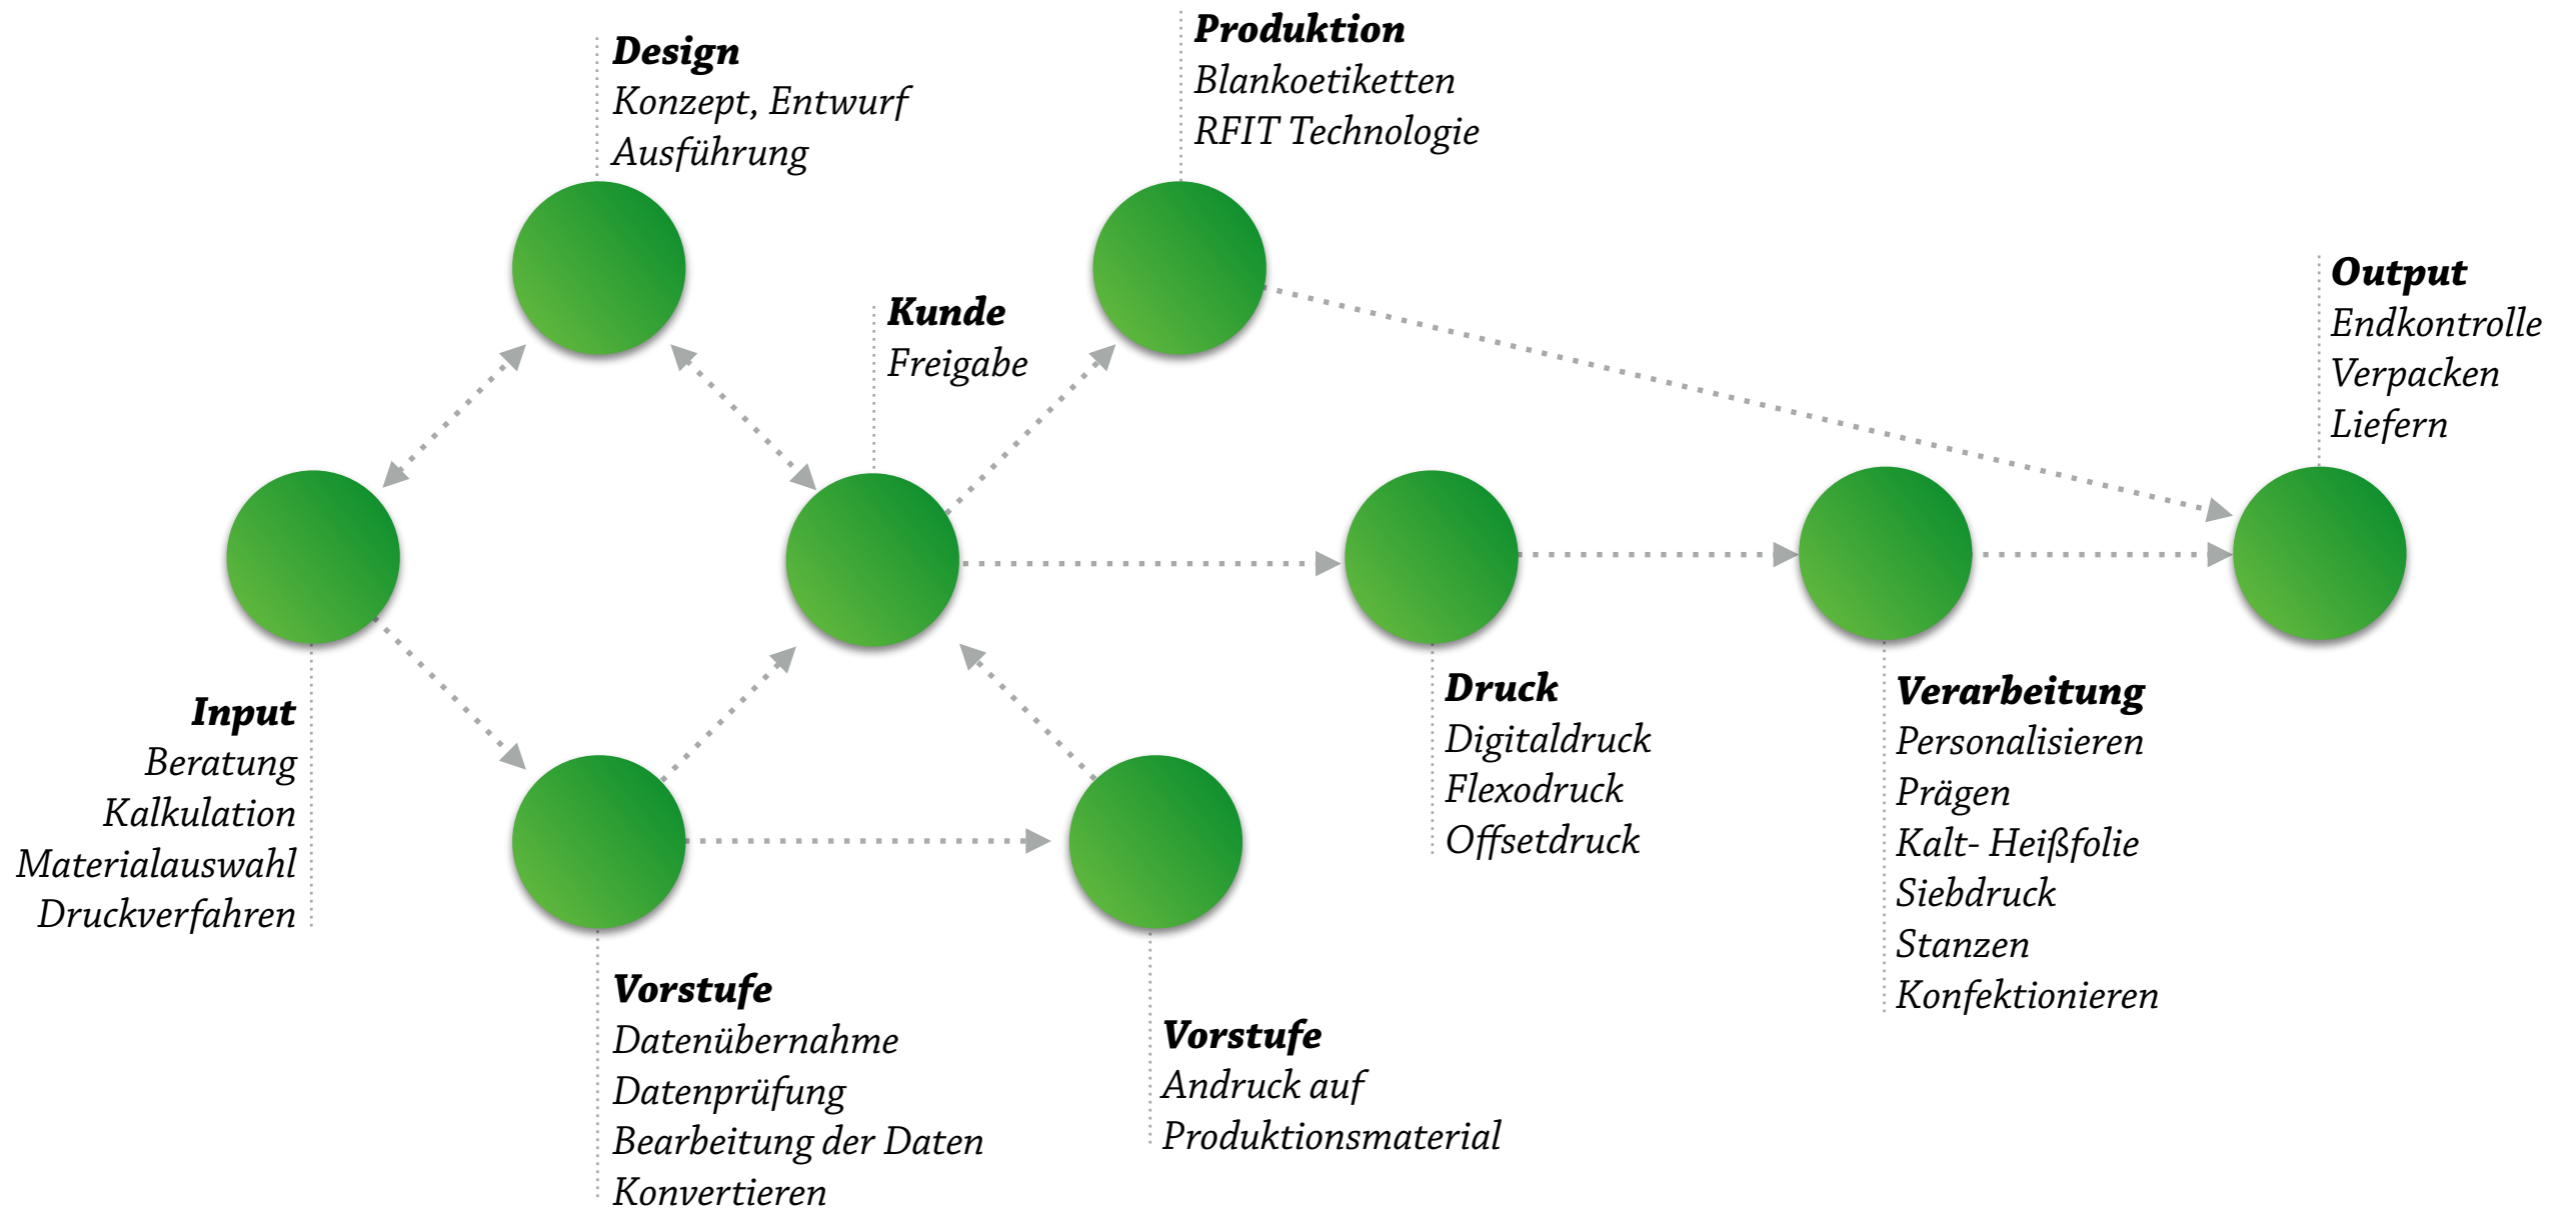 Design
Konzept, Entwurf
Ausführung
Produktion
Blankoetiketten
RFIT Technologie
Kunde
Freigabe
Output
Endkontrolle
Verpacken
Liefern
Input
Beratung
Kalkulation
Materialauswahl
Druckverfahren
Druck
Digitaldruck
Flexodruck
Offsetdruck
Verarbeitung
Personalisieren
Prägen
Kalt- Heißfolie
Siebdruck
Stanzen
Konfektionieren
Vorstufe
Datenübernahme
Datenprüfung
Bearbeitung der Daten
Konvertieren
Vorstufe
Andruck auf
Produktionsmaterial